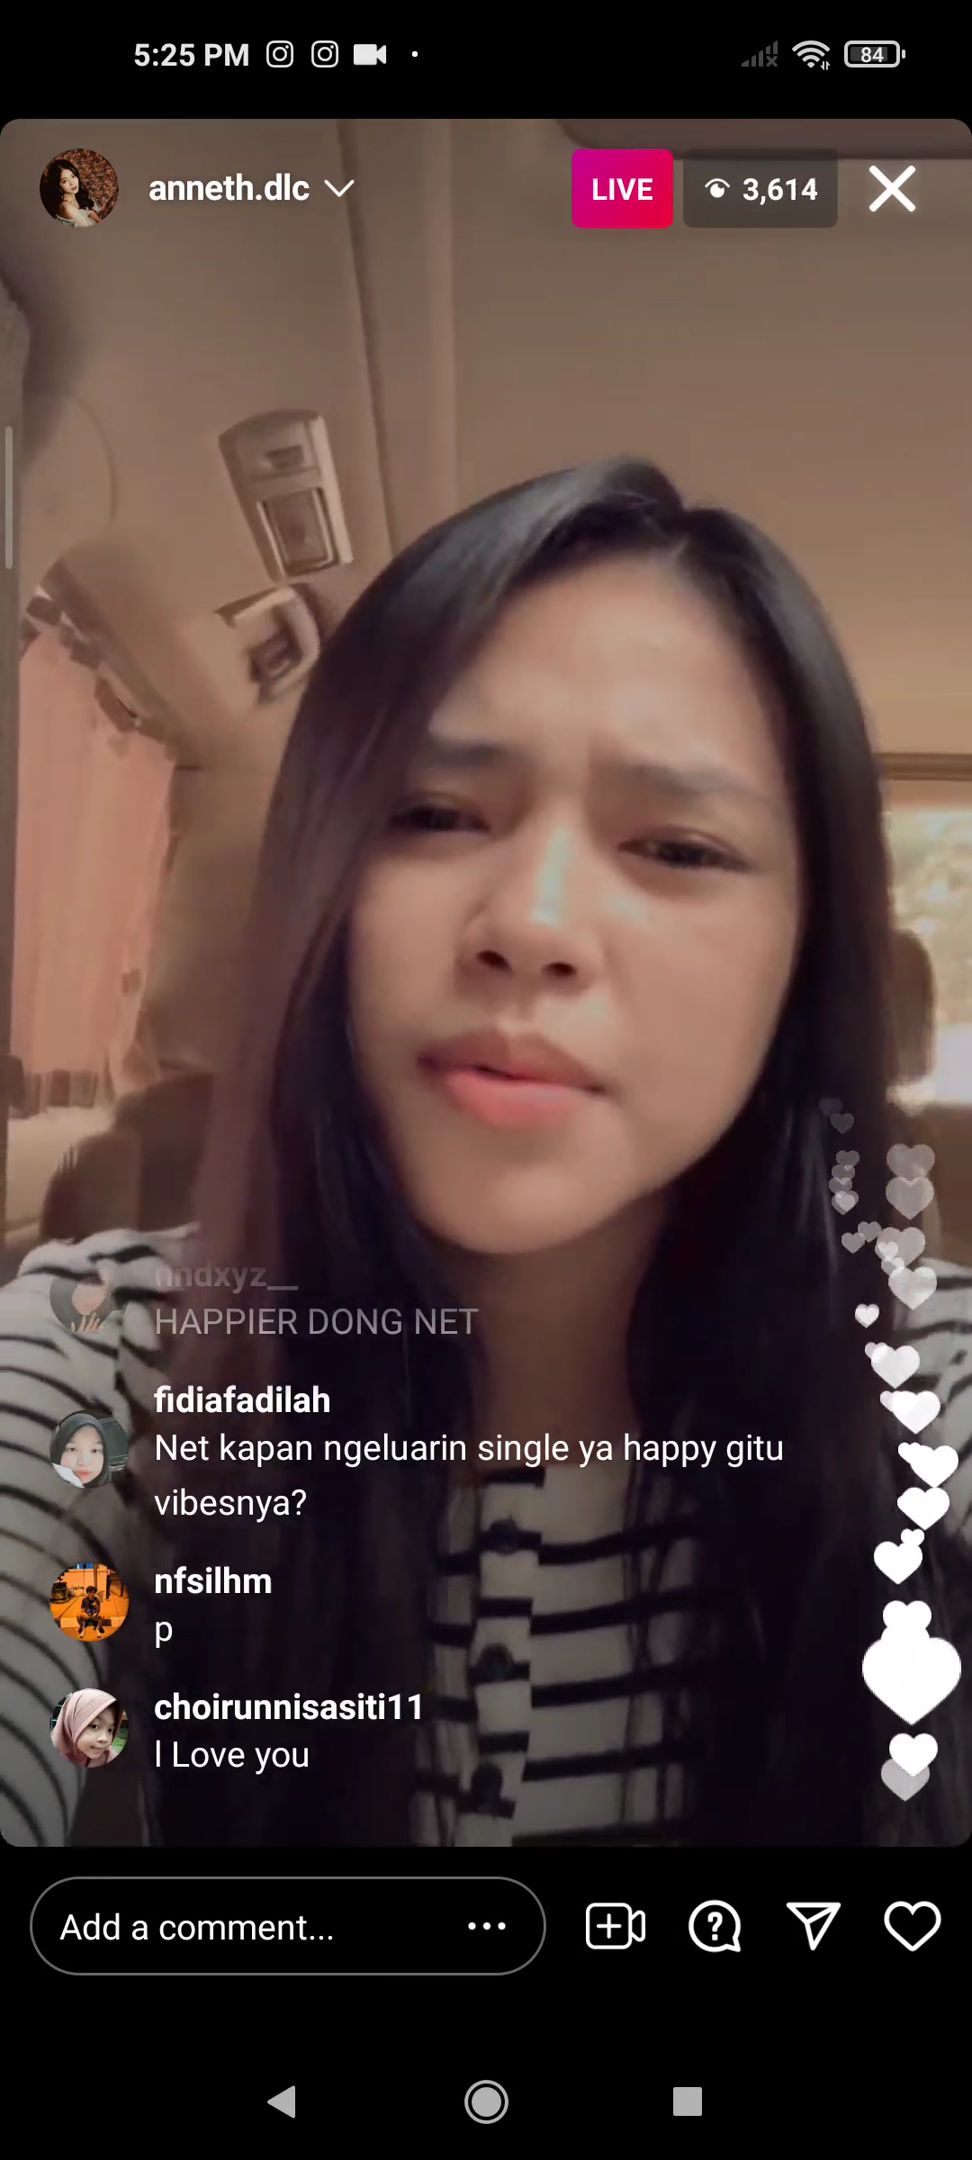 5:25 PM
84
anneth.dlc
LIVE
3,614
nndxyz__
HAPPIER DONG NET
fidiafadilah
Net kapan ngeluarin single ya happy gitu
vibesnya?
nfsilhm
p
choirunnisasiti11
I Love you
Add a comment...